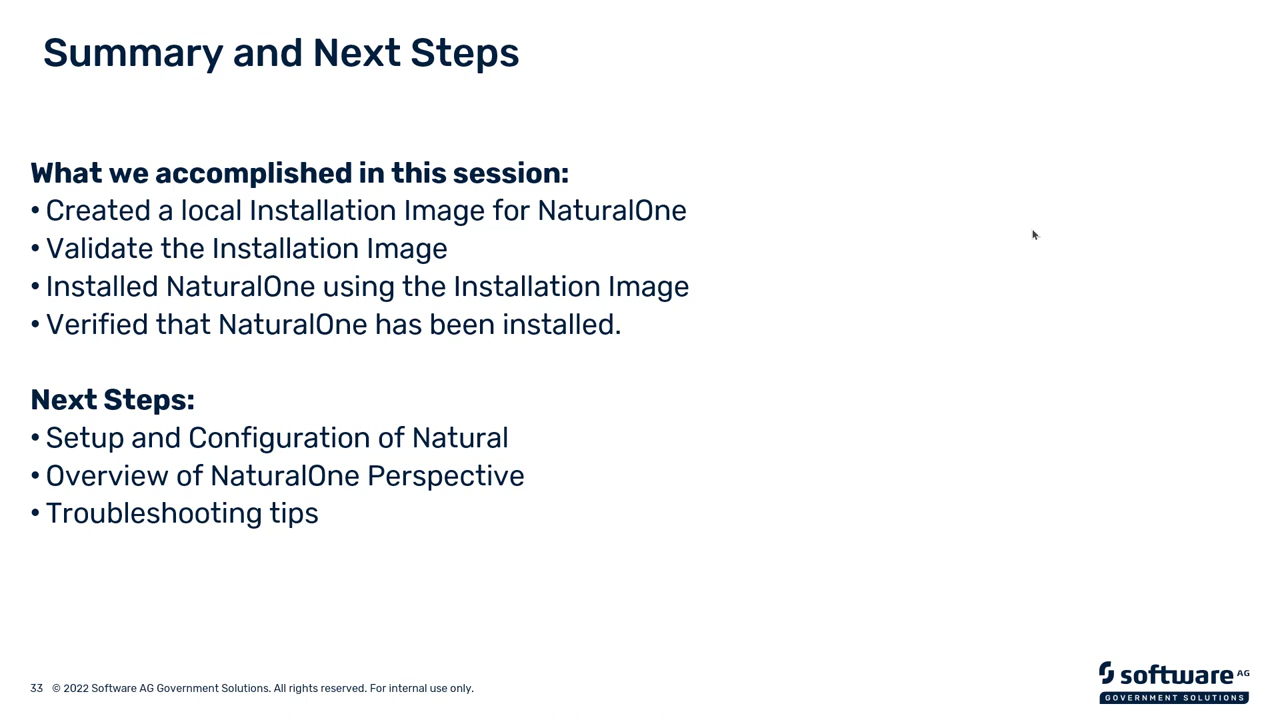 Summary and Next Steps
What we accomplished in this session:
• Created a local Installation Image for NaturalOne
• Validate the Installation Image
• Installed NaturalOne using the Installation Image
• Verified that NaturalOne has been installed.
Next Steps:
• Setup and Configuration of Natural
• Overview of NaturalOne Perspective
• Troubleshooting tips
33 © 2022 Software AG Government Solutions. All rights reserved. For internal use only.
software AG
GOVERNMENT SOLUTIONS